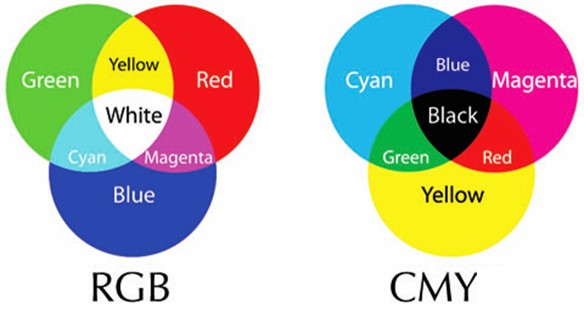 Green
Yellow
Red
White
Cyan
Magenta
Blue
RGB
Cyan
Blue
Magenta
Black
Green
Red
Yellow
CMY